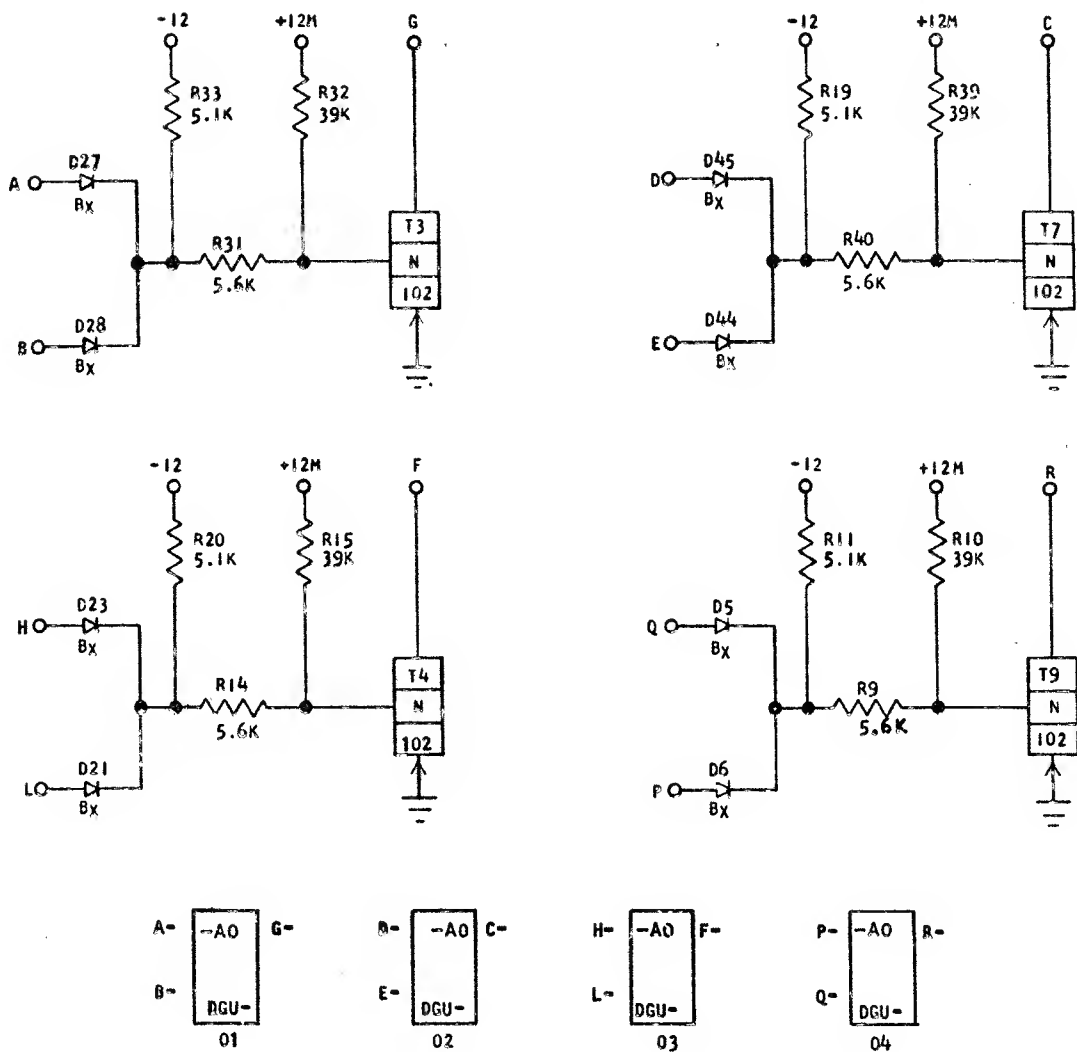 -12 +12M G
R33 5.1K
R32 39K
D27
A
Bx
R31
5.6K
T3
N
102
D28
B
Bx
-12 +12M C
R19 5.1K
R39 39K
D45
D
Bx
R40
5.6K
T7
N
102
D44
E
Bx
-12 +12M F
R20 5.1K
R15 39K
D23
H
Bx
R14
5.6K
T4
N
102
D21
L
Bx
-12 +12M R
R11 5.1K
R10 39K
D5
Q
Bx
R9
5.6K
T9
N
102
D6
P
Bx
A- -AO G-
B-
DGU-
01
D- -AO C-
E-
DGU-
02
H- -AO F-
L-
DGU-
03
P- -AO R-
Q-
DGU-
04